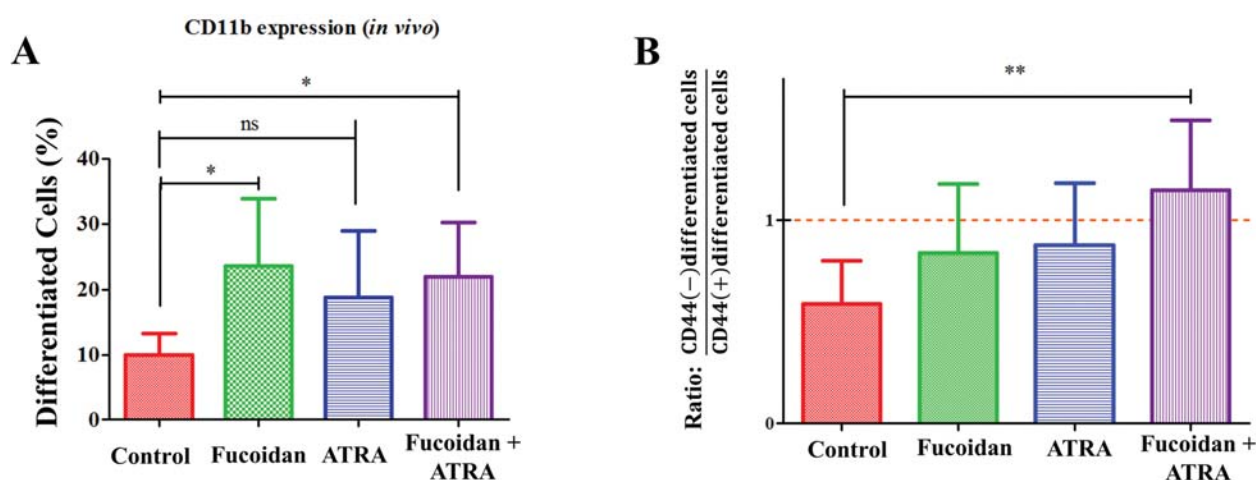 CD11b expression (in vivo)
A
*
ns
*
Differentiated Cells (%)
40
30
20
10
0
Control
Fucoidan
ATRA
Fucoidan +
ATRA
B
**
Ratio: CD44(−)differentiated cells
CD44(+)differentiated cells
1
0
Control
Fucoidan
ATRA
Fucoidan +
ATRA